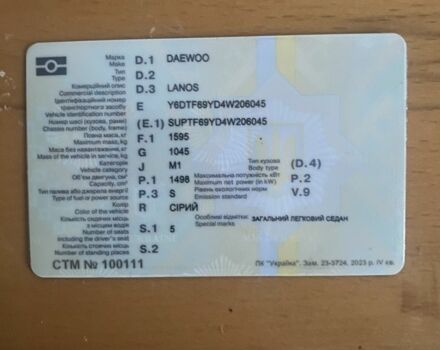 Марка D.1 DAEWOO
Make
Тип D.2
Type
Комерційний опис D.3 LANOS
Commercial description
Ідентифікаційний номер E Y6DTF69YD4W206045
транспортного засобу
Vehicle identification number
Номер шасі (кузова, рами) (E.1) SUPTF69YD4W206045
Chassis number (body, frame)
Повна маса, кг F.1 1595
Maximum mass, kg
Маса без навантаження, кг G 1045
Mass of the vehicle in service, kg
Категорія J M1 Тип кузова (D.4)
Vehicle category Body type
Об'єм двигуна, см³ P.1 1498 Максимальна потужність кВт P.2
Capacity, cm³ Maximum net power (in kW)
Тип палива або джерела енергії P.3 S Рівень екологічних норм V.9
Type of fuel or power source Emission standard
Колір R СІРИЙ
Color of the vehicle
Кількість сидячих місць S.1 5 Особливі відмітки: ЗАГАЛЬНИЙ ЛЕГКОВИЙ СЕДАН
з місцем водія Special marks
Number of seats
including the driver's seat
Кількість стоячих місць S.2
Number of standing places
СТМ № 100111 ПК "Україна". Зам. 23-3724, 2023 р. IV кв.